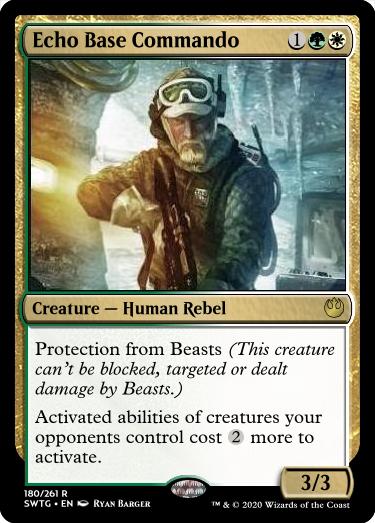 Echo Base Commando 1
Creature — Human Rebel
Protection from Beasts (This creature
can't be blocked, targeted or dealt
damage by Beasts.)
Activated abilities of creatures your
opponents control cost 2 more to
activate.
3/3
180/261 R
SWTG • EN Ryan Barger
™ & © 2020 Wizards of the Coast